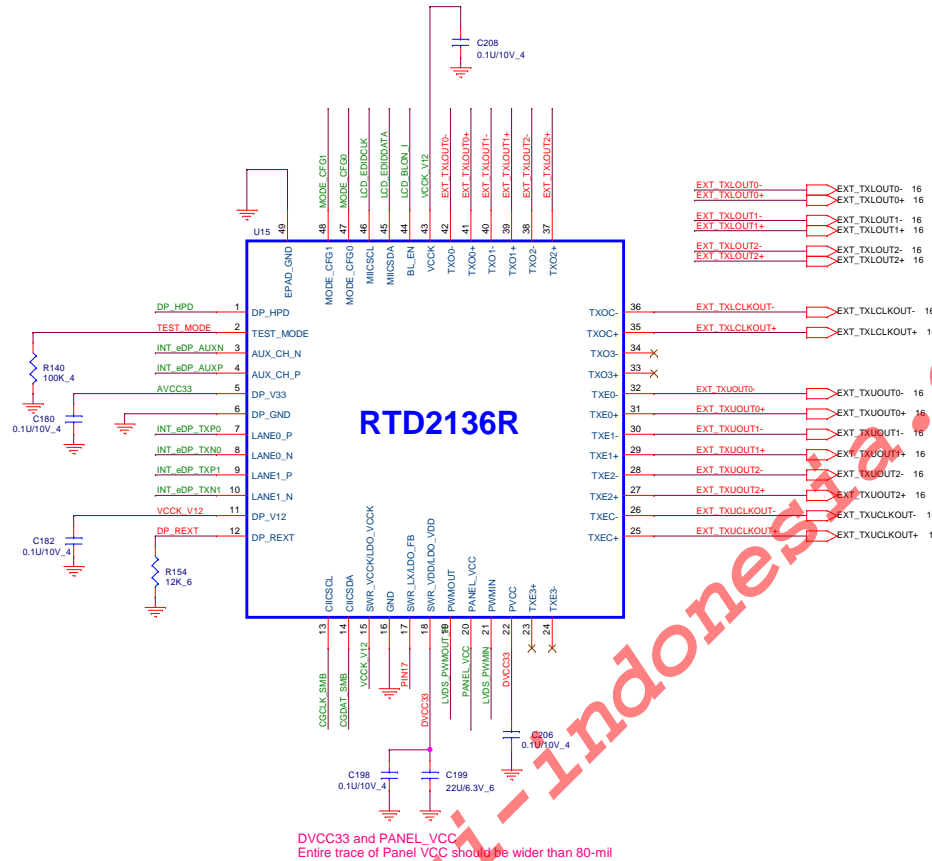 C208
0.1U/10V_4
MODE_CFG1
MODE_CFG0
LCD_EDIDCLK
LCD_EDIDDATA
LCD_BLON_I
VCCK_V12
EXT_TXLOUT0-
EXT_TXLOUT0+
EXT_TXLOUT1-
EXT_TXLOUT1+
EXT_TXLOUT2-
EXT_TXLOUT2+
U15
49
48
47
46
45
44
43
42
41
40
39
38
37
EPAD_GND
MODE_CFG1
MODE_CFG0
MIICSCL
MIICSDA
BL_EN
VCCK
TXO0-
TXO0+
TXO1-
TXO1+
TXO2-
TXO2+
EXT_TXLOUT0- EXT_TXLOUT0- 16
EXT_TXLOUT0+ EXT_TXLOUT0+ 16
EXT_TXLOUT1- EXT_TXLOUT1- 16
EXT_TXLOUT1+ EXT_TXLOUT1+ 16
EXT_TXLOUT2- EXT_TXLOUT2- 16
EXT_TXLOUT2+ EXT_TXLOUT2+ 16
DP_HPD 1 DP_HPD
TEST_MODE 2 TEST_MODE
INT_eDP_AUXN 3 AUX_CH_N
INT_eDP_AUXP 4 AUX_CH_P
AVCC33 5 DP_V33
6 DP_GND
INT_eDP_TXP0 7 LANE0_P
INT_eDP_TXN0 8 LANE0_N
INT_eDP_TXP1 9 LANE1_P
INT_eDP_TXN1 10 LANE1_N
VCCK_V12 11 DP_V12
DP_REXT 12 DP_REXT
R140
100K_4
C180
0.1U/10V_4
C182
0.1U/10V_4
R154
12K_6
RTD2136R
TXOC- 36 EXT_TXLCLKOUT- EXT_TXLCLKOUT- 16
TXOC+ 35 EXT_TXLCLKOUT+ EXT_TXLCLKOUT+ 1
TXO3- 34
TXO3+ 33
TXE0- 32 EXT_TXUOUT0- EXT_TXUOUT0- 16
TXE0+ 31 EXT_TXUOUT0+ EXT_TXUOUT0+ 16
TXE1- 30 EXT_TXUOUT1- EXT_TXUOUT1- 16
TXE1+ 29 EXT_TXUOUT1+ EXT_TXUOUT1+ 16
TXE2- 28 EXT_TXUOUT2- EXT_TXUOUT2- 16
TXE2+ 27 EXT_TXUOUT2+ EXT_TXUOUT2+ 16
TXEC- 26 EXT_TXUCLKOUT- EXT_TXUCLKOUT- 1
TXEC+ 25 EXT_TXUCLKOUT+ EXT_TXUCLKOUT+ 1
CIICSCL
CIICSDA
SWR_VCCK/LDO_VCCK
GND
SWR_LX/LDO_FB
SWR_VDD/LDO_VDD
PWMOUT
PANEL_VCC
PWMIN
PVCC
TXE3+
TXE3-
13
14
15
16
17
18
19
20
21
22
23
24
CGCLK_SMB
CGDAT_SMB
VCCK_V12
PIN17
DVCC33
PANEL_VCC
LVDS_PWMIN
DVCC33
C206
0.1U/10V_4
C198
0.1U/10V_4
C199
22U/6.3V_6
DVCC33 and PANEL_VCC
Entire trace of Panel VCC should be wider than 80-mil
i-indonesia.